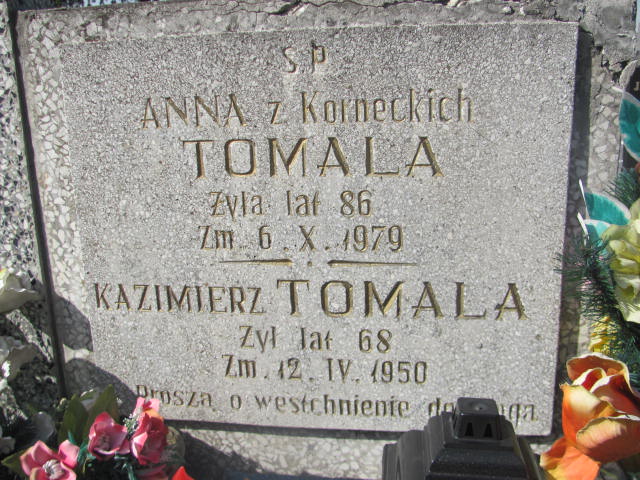 Ś.P
ANNA z Korneckich
TOMALA
Żyła lat 86
Zm. 6. X. 1979
KAZIMIERZ TOMALA
Żył lat 68
Zm. 12. IV. 1950
Proszą o westchnienie do